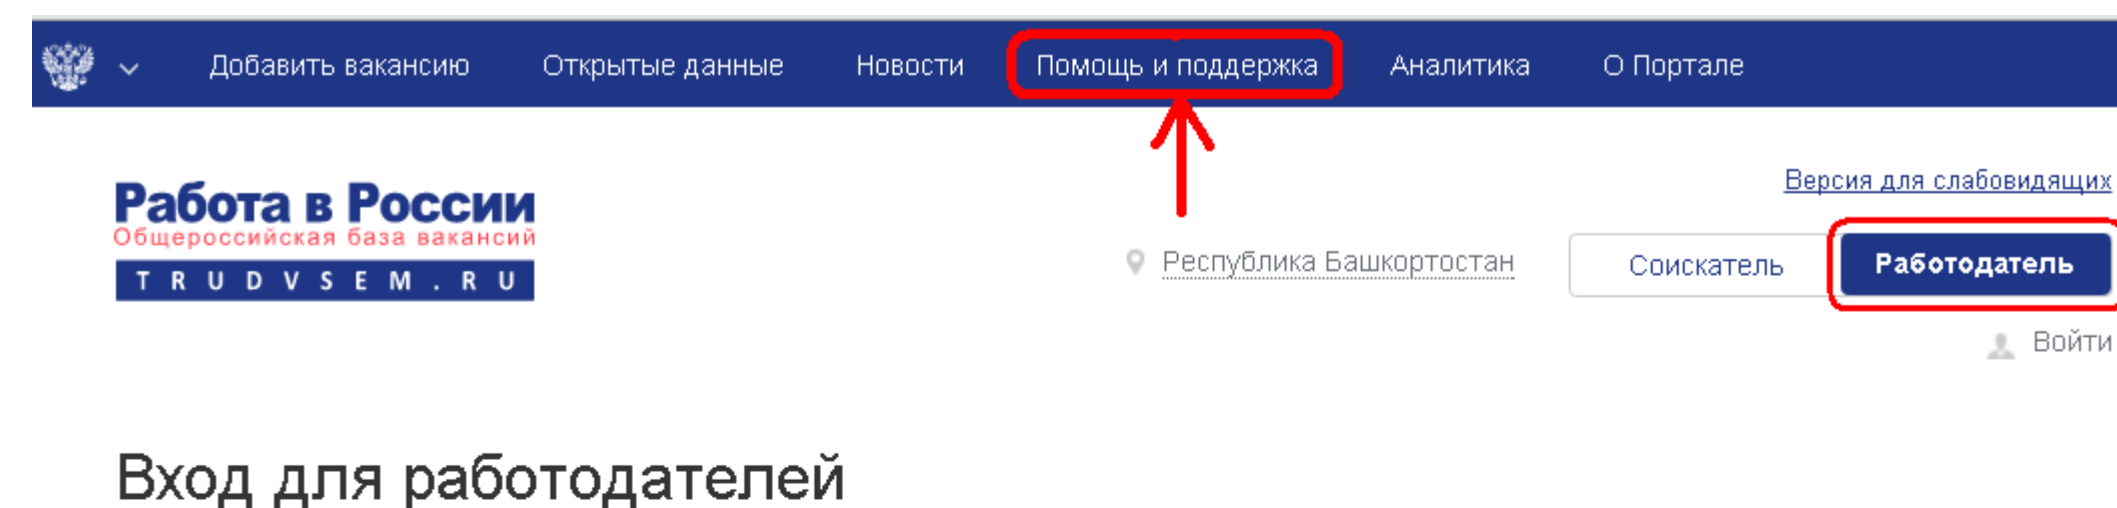 Добавить вакансию Открытые данные Новости Помощь и поддержка Аналитика О Портале
Версия для слабовидящих
Работа в России
Общероссийская база вакансий
TRUDVSEM.RU
Республика Башкортостан Соискатель Работодатель
Войти
Вход для работодателей